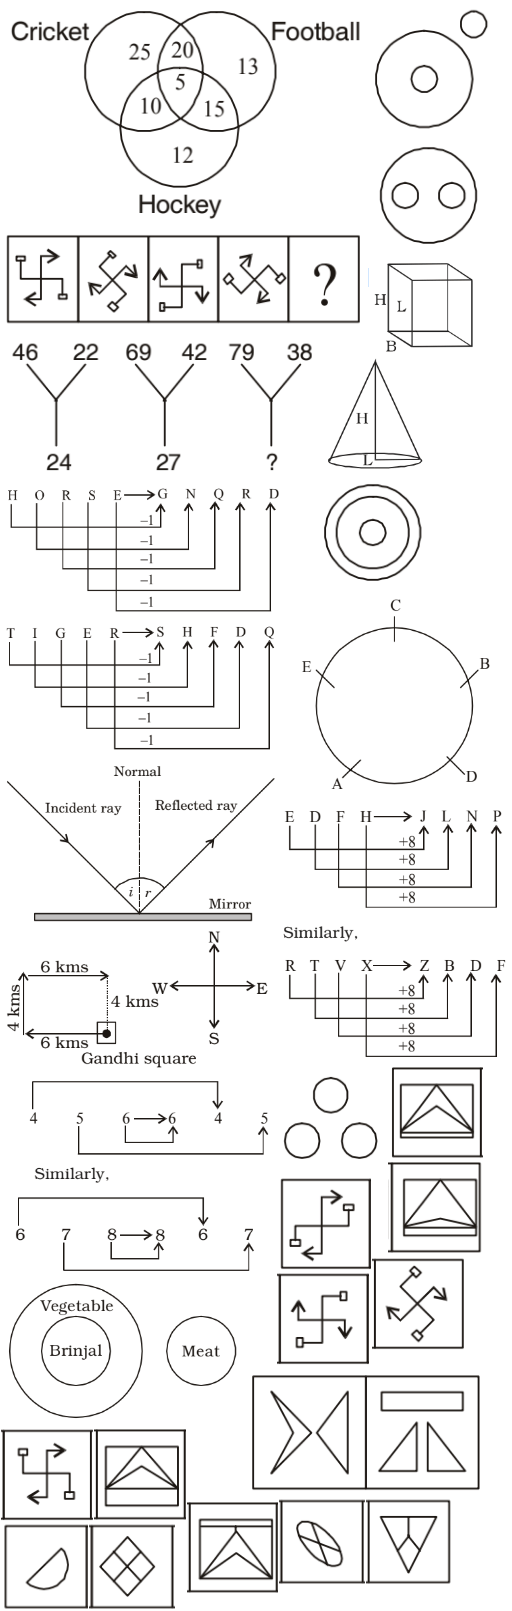 Cricket
Football
25
20
13
5
10
15
12
Hockey
?
H
L
B
46 22 69 42 79 38
24 27 ?
H
L
H O R S E G N Q R D
–1
–1
–1
–1
–1
T I G E R S H F D Q
–1
–1
–1
–1
–1
C
E
B
A
D
Normal
Incident ray
Reflected ray
i r
Mirror
E D F H J L N P
+8
+8
+8
+8
Similarly,
R T V X Z B D F
+8
+8
+8
+8
6 kms
4 kms
4 kms
6 kms
Gandhi square
N
W E
S
4 5 6 6 4 5
Similarly,
6 7 8 8 6 7
Vegetable
Brinjal
Meat